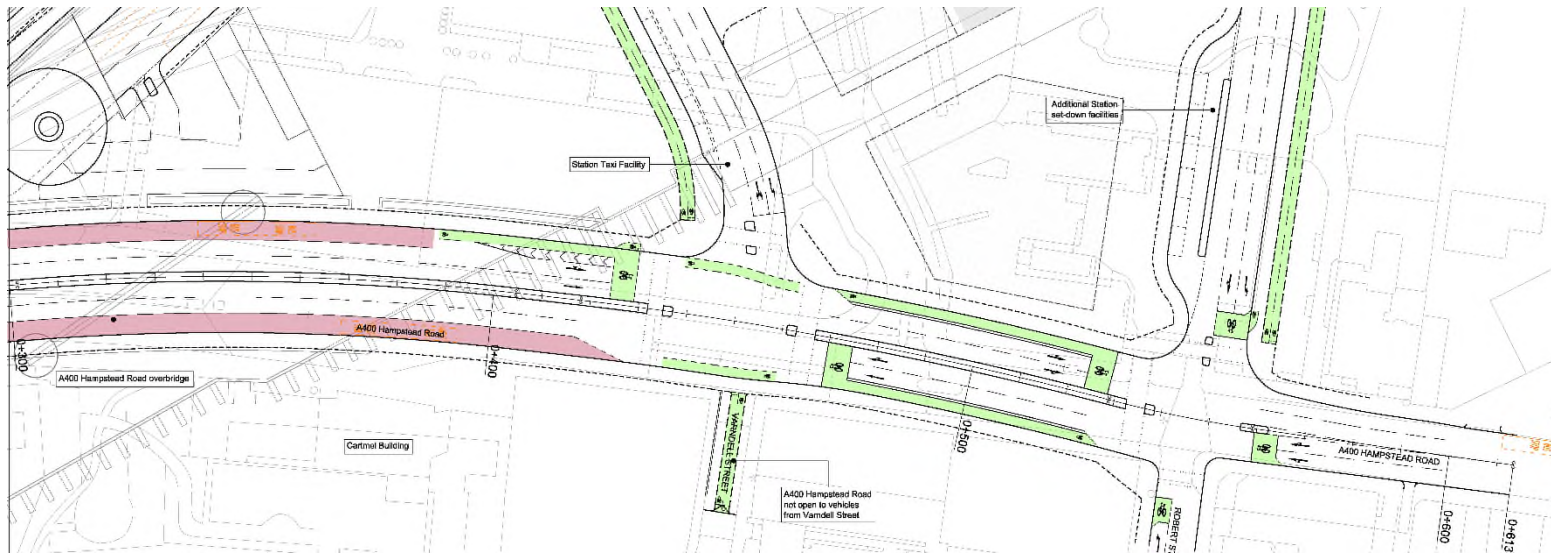 Additional Station
set-down facilities
Station Taxi Facility
A400 Hampstead Road
0+300
0+400
A400 Hampstead Road overbridge
Cartmel Building
VARNDELL STREET
0+500
A400 Hampstead Road
not open to vehicles
from Varndell Street
A400 HAMPSTEAD ROAD
ROBERT S
0+600
0+613